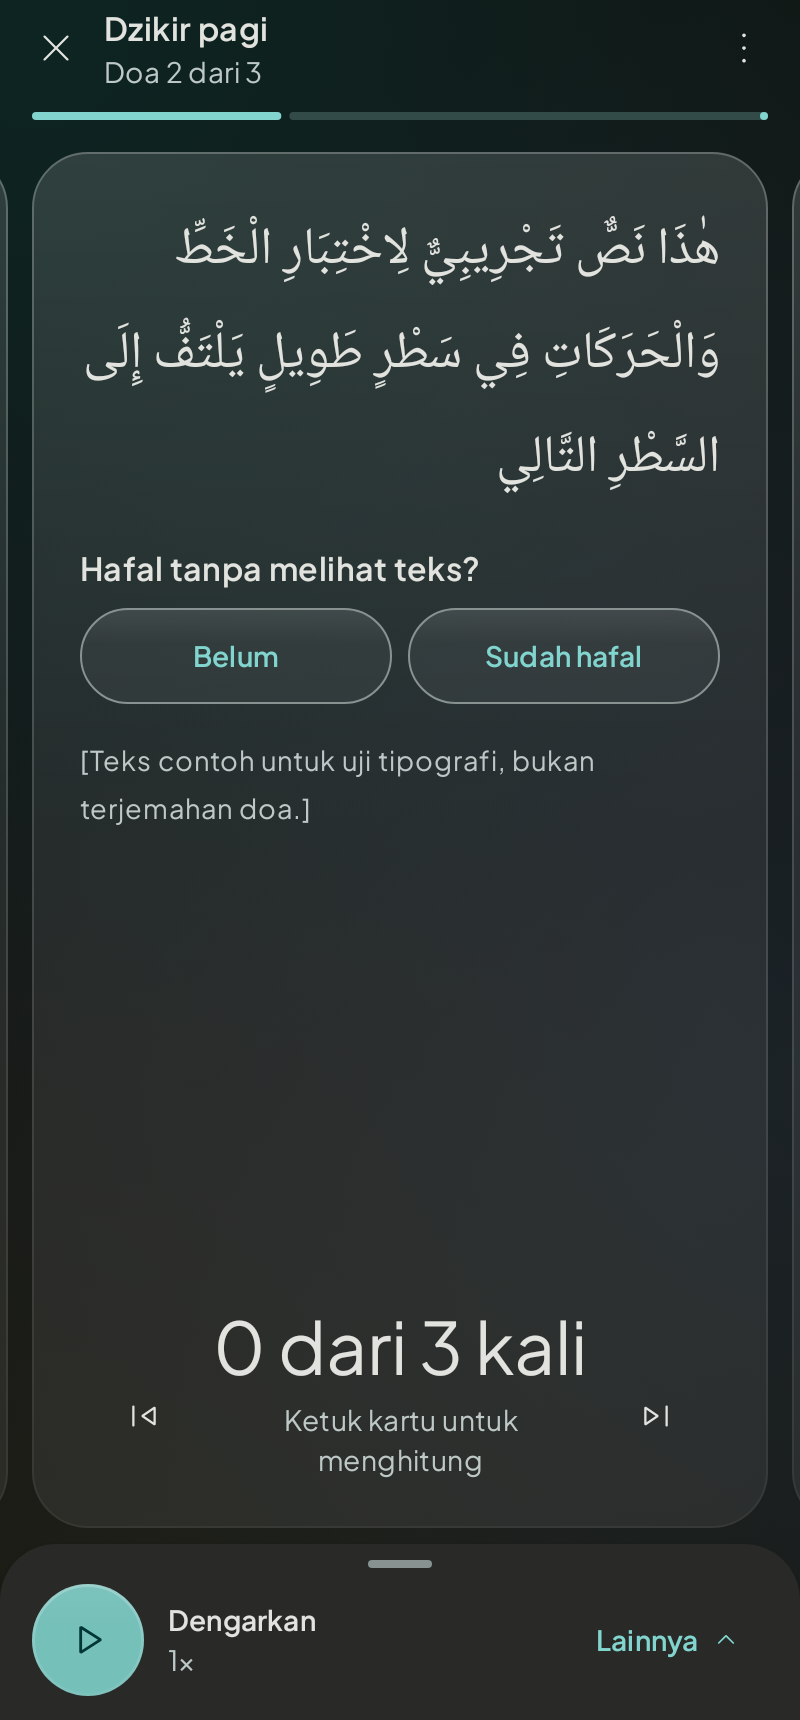 Dzikir pagi
Doa 2 dari 3
هٰذَا نَصٌّ تَجْرِيبِيٌّ لِاخْتِبَارِ الْخَطِّ
وَالْحَرَكَاتِ فِي سَطْرٍ طَوِيلٍ يَلْتَفُّ إِلَى
السَّطْرِ التَّالِي
Hafal tanpa melihat teks?
Belum
Sudah hafal
[Teks contoh untuk uji tipografi, bukan
terjemahan doa.]
0 dari 3 kali
Ketuk kartu untuk
menghitung
Dengarkan
1×
Lainnya